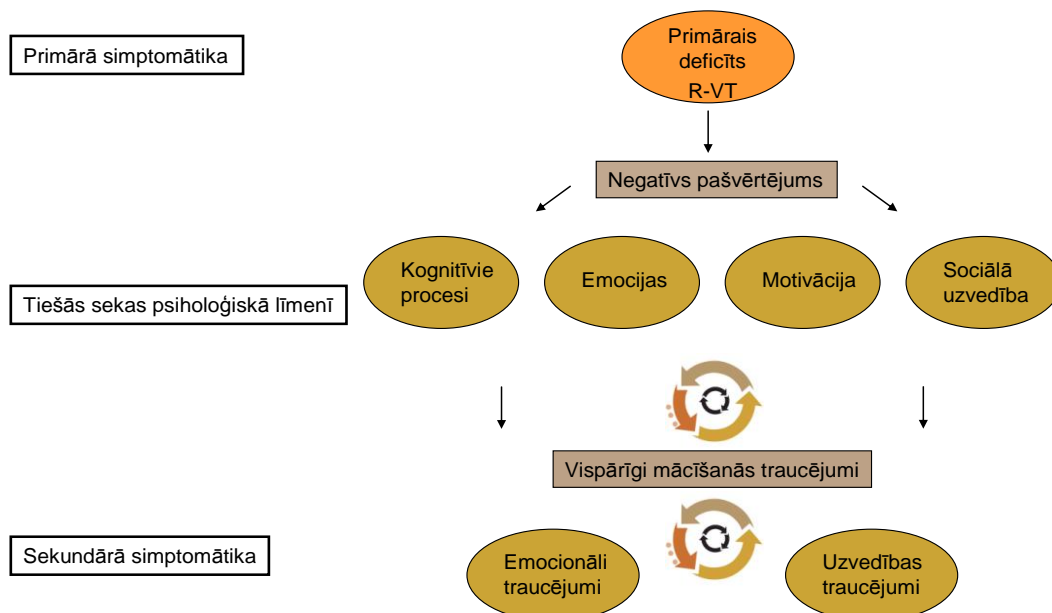 Primārā simptomātika
Primārais
deficīts
R-VT
Negatīvs pašvērtējums
Kognitīvie
procesi
Emocijas
Motivācija
Sociālā
uzvedība
Tiešās sekas psiholoģiskā līmenī
Vispārīgi mācīšanās traucējumi
Sekundārā simptomātika
Emocionāli
traucējumi
Uzvedības
traucējumi